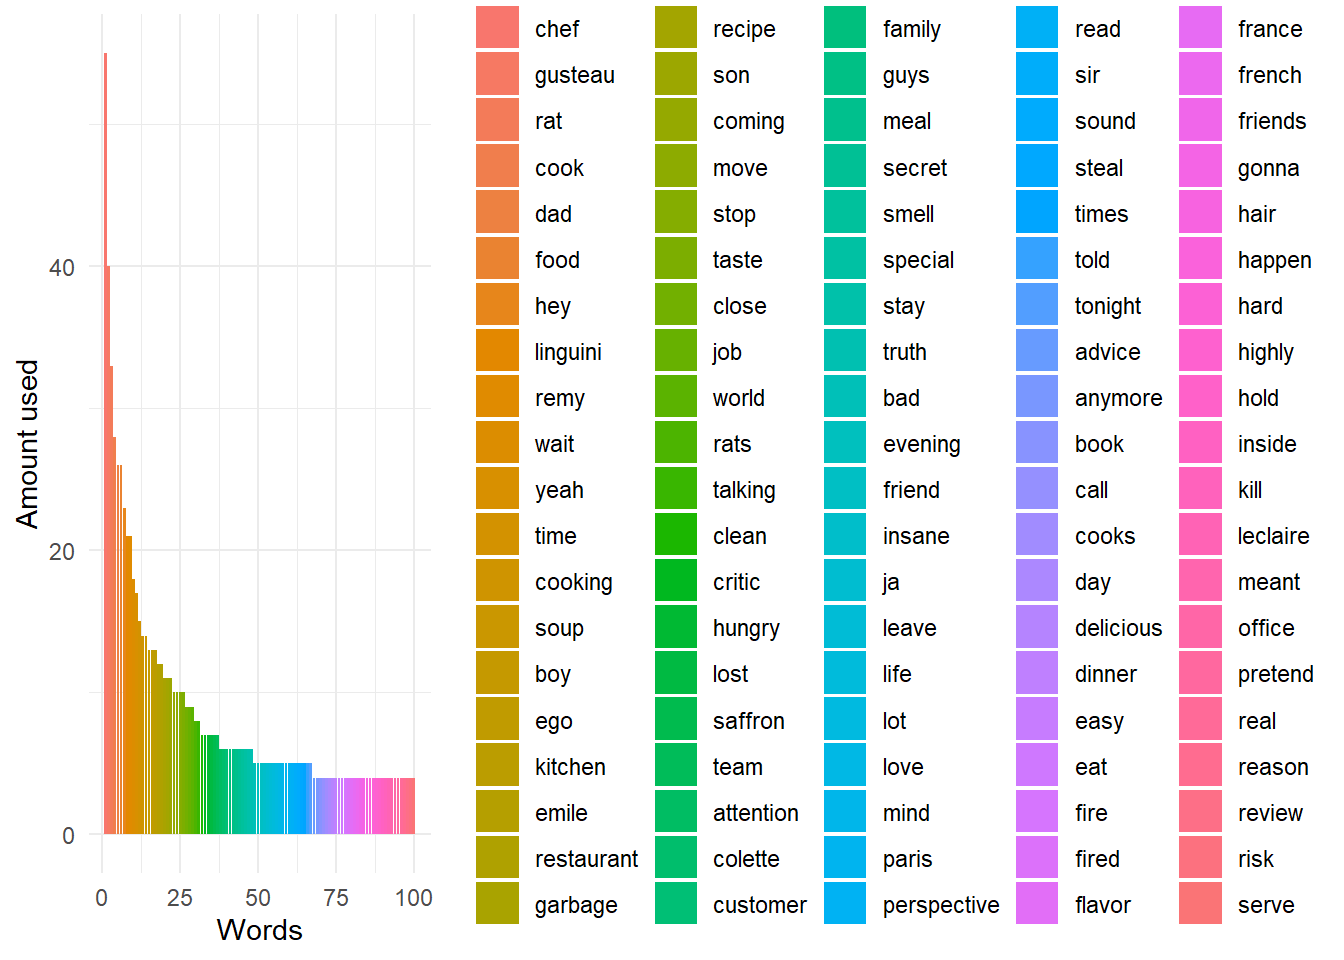 40
20
0
0 25 50 75 100
Words
Amount used
chef
gusteau
rat
cook
dad
food
hey
linguini
remy
wait
yeah
time
cooking
soup
boy
ego
kitchen
emile
restaurant
garbage
recipe
son
coming
move
stop
taste
close
job
world
rats
talking
clean
critic
hungry
lost
saffron
team
attention
colette
customer
family
guys
meal
secret
smell
special
stay
truth
bad
evening
friend
insane
ja
leave
life
lot
love
mind
paris
perspective
read
sir
sound
steal
times
told
tonight
advice
anymore
book
call
cooks
day
delicious
dinner
easy
eat
fire
fired
flavor
france
french
friends
gonna
hair
happen
hard
highly
hold
inside
kill
leclaire
meant
office
pretend
real
reason
review
risk
serve